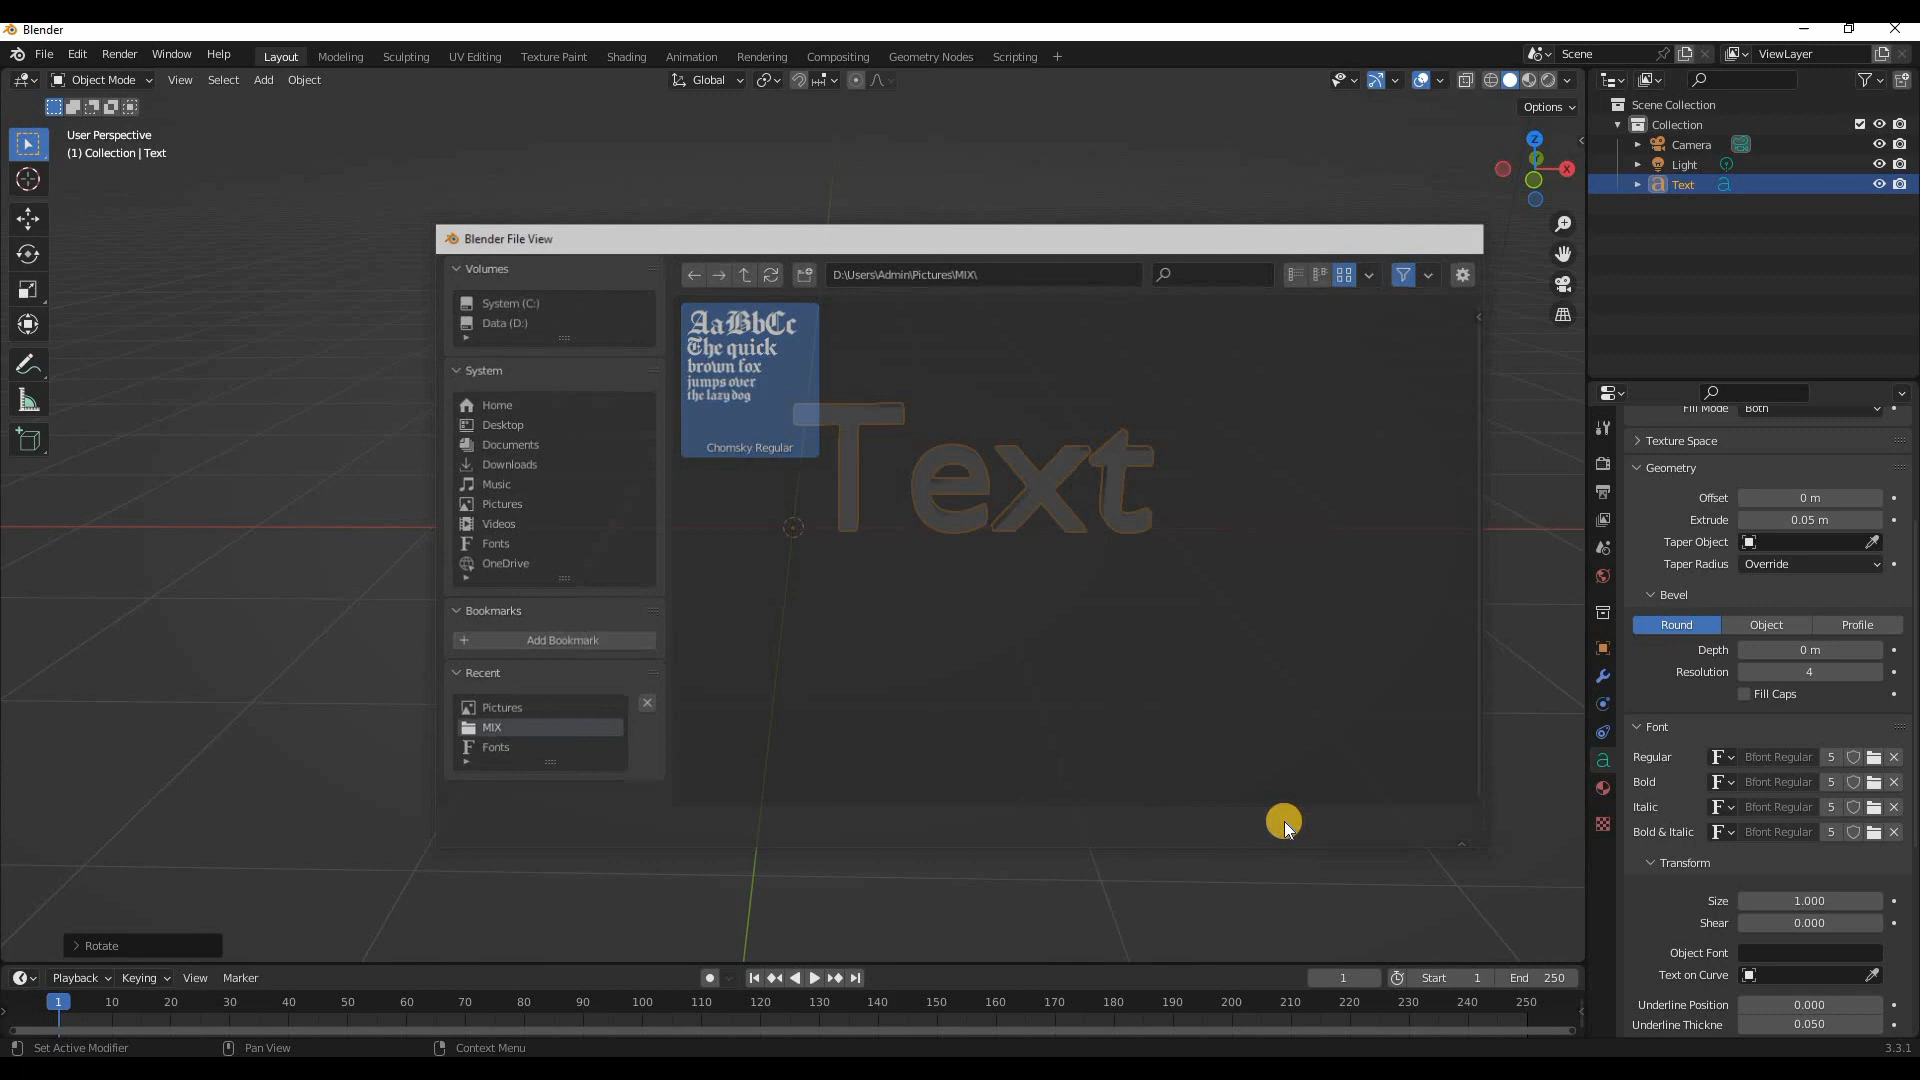 Blender
File Edit Render Window Help Layout Modeling Sculpting UV Editing Texture Paint Shading Animation Rendering Compositing Geometry Nodes Scripting + Scene ViewLayer
Object Mode View Select Add Object Global
Options
User Perspective
(1) Collection | Text
Z
X
Scene Collection
Collection
Camera
Light
Text
Blender File View
Volumes
System (C:)
Data (D:)
System
Home
Desktop
Documents
Downloads
Music
Pictures
Videos
Fonts
OneDrive
Bookmarks
Add Bookmark
Recent
Pictures
MIX
Fonts
D:\Users\Admin\Pictures\MIX\
AaBbCc
The quick
brown fox
jumps over
the lazy dog
Chomsky Regular
Text
Fill Mode Both
Texture Space
Geometry
Offset 0 m
Extrude 0.05 m
Taper Object
Taper Radius Override
Bevel
Round Object Profile
Depth 0 m
Resolution 4
Fill Caps
Font
Regular F Bfont Regular 5
Bold F Bfont Regular 5
Italic F Bfont Regular 5
Bold & Italic F Bfont Regular 5
Transform
Size 1.000
Shear 0.000
Object Font
Text on Curve
Underline Position 0.000
Underline Thickne 0.050
Rotate
Playback Keying View Marker 1 Start 1 End 250
1 10 20 30 40 50 60 70 80 90 100 110 120 130 140 150 160 170 180 190 200 210 220 230 240 250
Set Active Modifier Pan View Context Menu 3.3.1